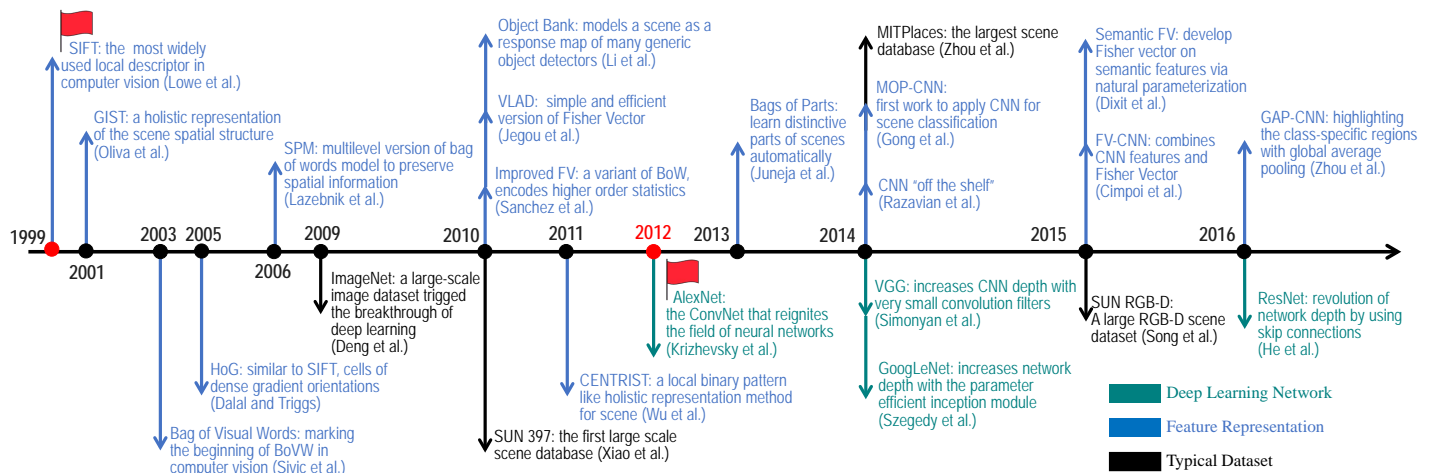 SIFT: the most widely
used local descriptor in
computer vision (Lowe et al.)
GIST: a holistic representation
of the scene spatial structure
(Oliva et al.)
SPM: multilevel version of bag
of words model to preserve
spatial information
(Lazebnik et al.)
Object Bank: models a scene as a
response map of many generic
object detectors (Li et al.)
VLAD: simple and efficient
version of Fisher Vector
(Jegou et al.)
Improved FV: a variant of BoW,
encodes higher order statistics
(Sanchez et al.)
Bags of Parts:
learn distinctive
parts of scenes
automatically
(Juneja et al.)
MITPlaces: the largest scene
database (Zhou et al.)
MOP-CNN:
first work to apply CNN for
scene classification
(Gong et al.)
CNN “off the shelf”
(Razavian et al.)
Semantic FV: develop
Fisher vector on
semantic features via
natural parameterization
(Dixit et al.)
FV-CNN: combines
CNN features and
Fisher Vector
(Cimpoi et al.)
GAP-CNN: highlighting
the class-specific regions
with global average
pooling (Zhou et al.)
1999
2001
2003
2005
2006
2009
2010
2011
2012
2013
2014
2015
2016
ImageNet: a large-scale
image dataset trigged
the breakthrough of
deep learning
(Deng et al.)
HoG: similar to SIFT, cells of
dense gradient orientations
(Dalal and Triggs)
Bag of Visual Words: marking
the beginning of BoVW in
computer vision (Sivic et al.)
SUN 397: the first large scale
scene database (Xiao et al.)
CENTRIST: a local binary pattern
like holistic representation method
for scene (Wu et al.)
AlexNet:
the ConvNet that reignites
the field of neural networks
(Krizhevsky et al.)
VGG: increases CNN depth with
very small convolution filters
(Simonyan et al.)
GoogLeNet: increases network
depth with the parameter
efficient inception module
(Szegedy et al.)
SUN RGB-D:
A large RGB-D scene
dataset (Song et al.)
ResNet: revolution of
network depth by using
skip connections
(He et al.)
Deep Learning Network
Feature Representation
Typical Dataset